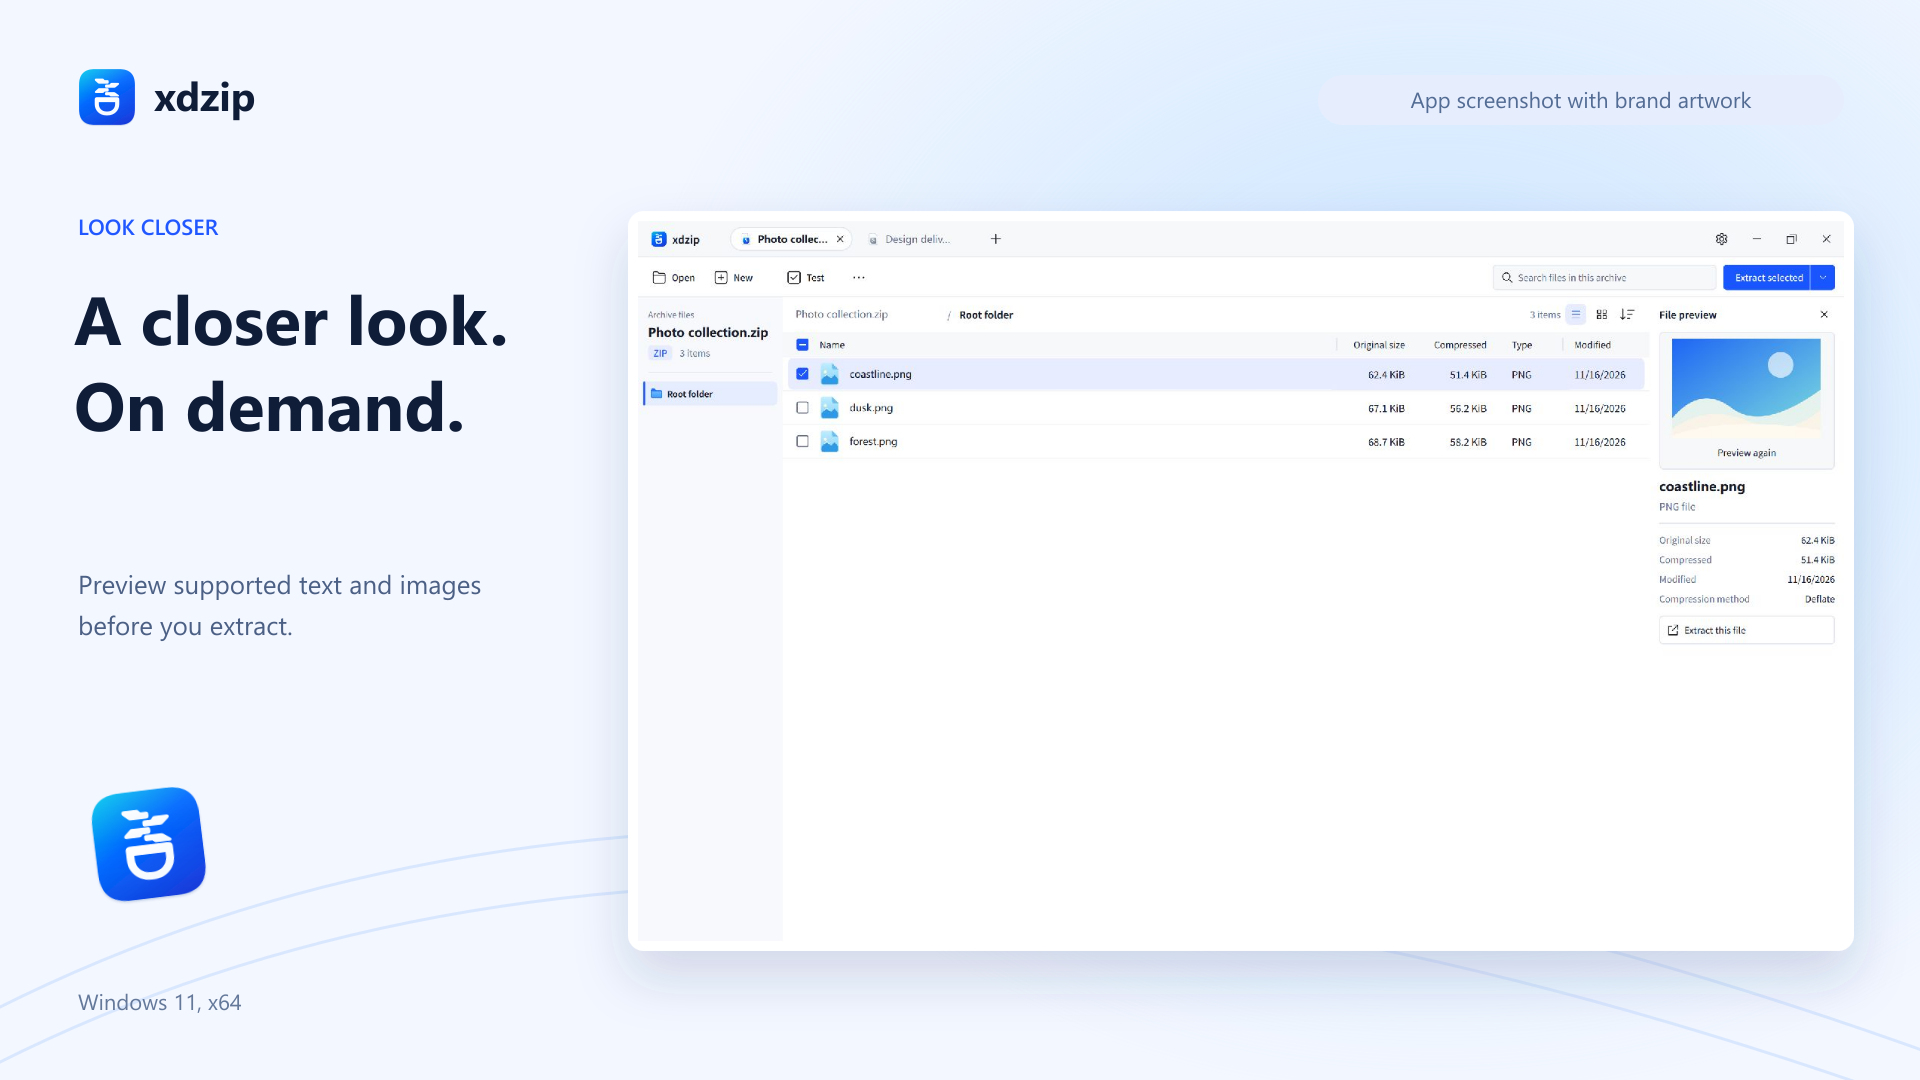 xdzip
App screenshot with brand artwork
LOOK CLOSER
A closer look.
On demand.
Preview supported text and images
before you extract.
Windows 11, x64
xdzip
Photo collec...
Design deliv...
Open
New
Test
Search files in this archive
Extract selected
Archive files
Photo collection.zip
ZIP 3 items
Root folder
Photo collection.zip / Root folder
3 items
Name Original size Compressed Type Modified
coastline.png 62.4 KiB 51.4 KiB PNG 11/16/2026
dusk.png 67.1 KiB 56.2 KiB PNG 11/16/2026
forest.png 68.7 KiB 58.2 KiB PNG 11/16/2026
File preview
Preview again
coastline.png
PNG file
Original size 62.4 KiB
Compressed 51.4 KiB
Modified 11/16/2026
Compression method Deflate
Extract this file